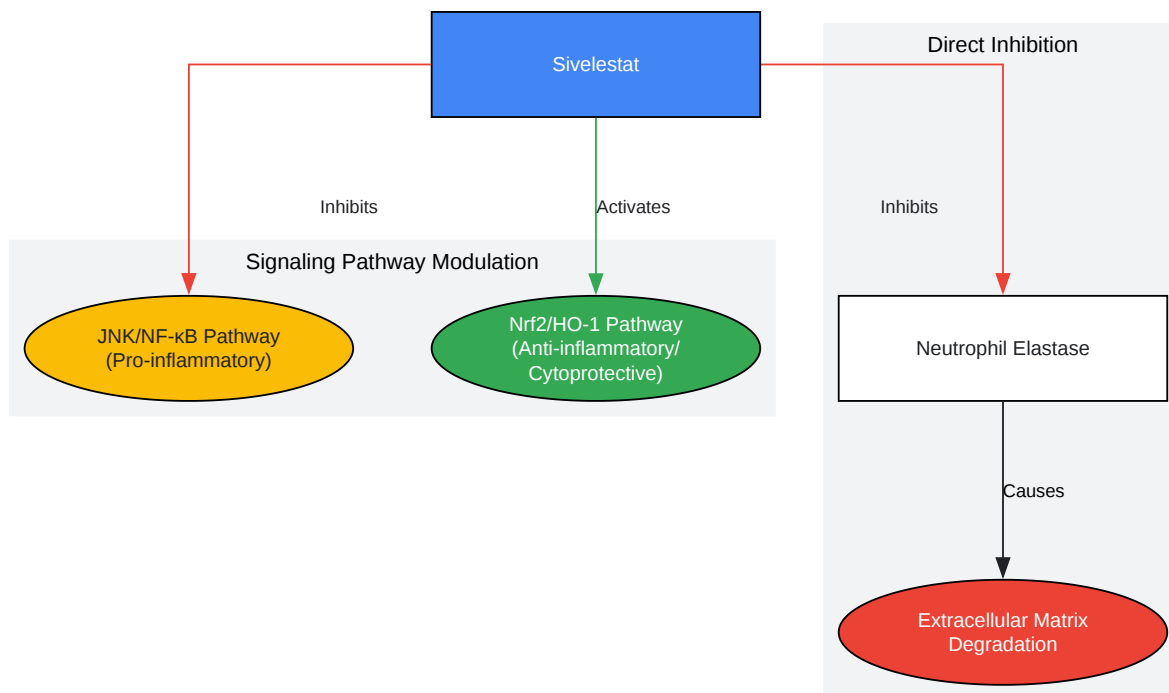 Direct Inhibition
Sivelestat
Inhibits
Activates
Inhibits
Signaling Pathway Modulation
JNK/NF-κB Pathway
(Pro-inflammatory)
Nrf2/HO-1 Pathway
(Anti-inflammatory/
Cytoprotective)
Neutrophil Elastase
Causes
Extracellular Matrix
Degradation